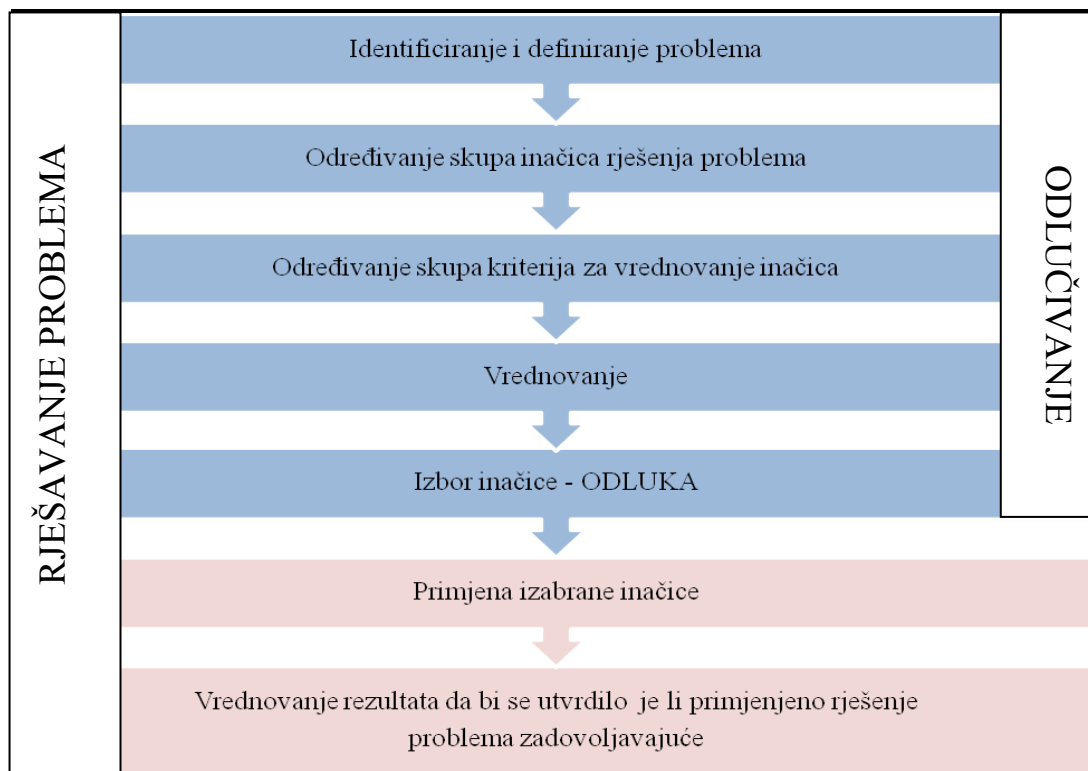 RJEŠAVANJE PROBLEMA
Identificiranje i definiranje problema
Određivanje skupa inačica rješenja problema
Određivanje skupa kriterija za vrednovanje inačica
Vrednovanje
Izbor inačice - ODLUKA
ODLUČIVANJE
Primjena izabrane inačice
Vrednovanje rezultata da bi se utvrdilo je li primjenjeno rješenje
problema zadovoljavajuće